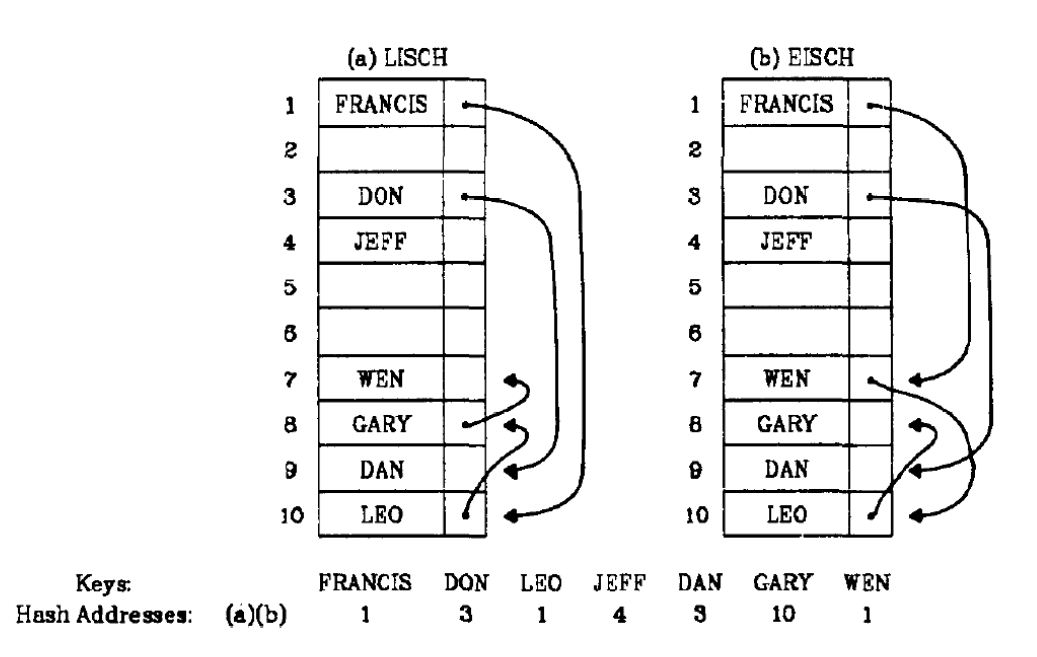 (a) LISCH (b) EISCH
1 FRANCIS 1 FRANCIS
2 2
3 DON 3 DON
4 JEFF 4 JEFF
5 5
6 6
7 WEN 7 WEN
8 GARY 8 GARY
9 DAN 9 DAN
10 LEO 10 LEO
Keys: FRANCIS DON LEO JEFF DAN GARY WEN
Hash Addresses: (a)(b) 1 3 1 4 3 10 1